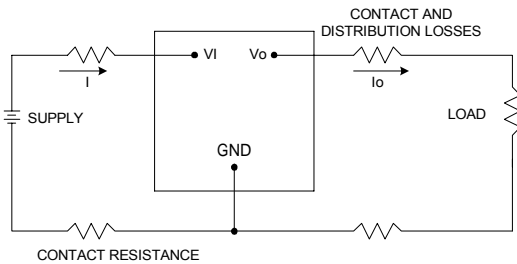 CONTACT AND
DISTRIBUTION LOSSES
VI
Vo
I
Io
SUPPLY
LOAD
GND
CONTACT RESISTANCE